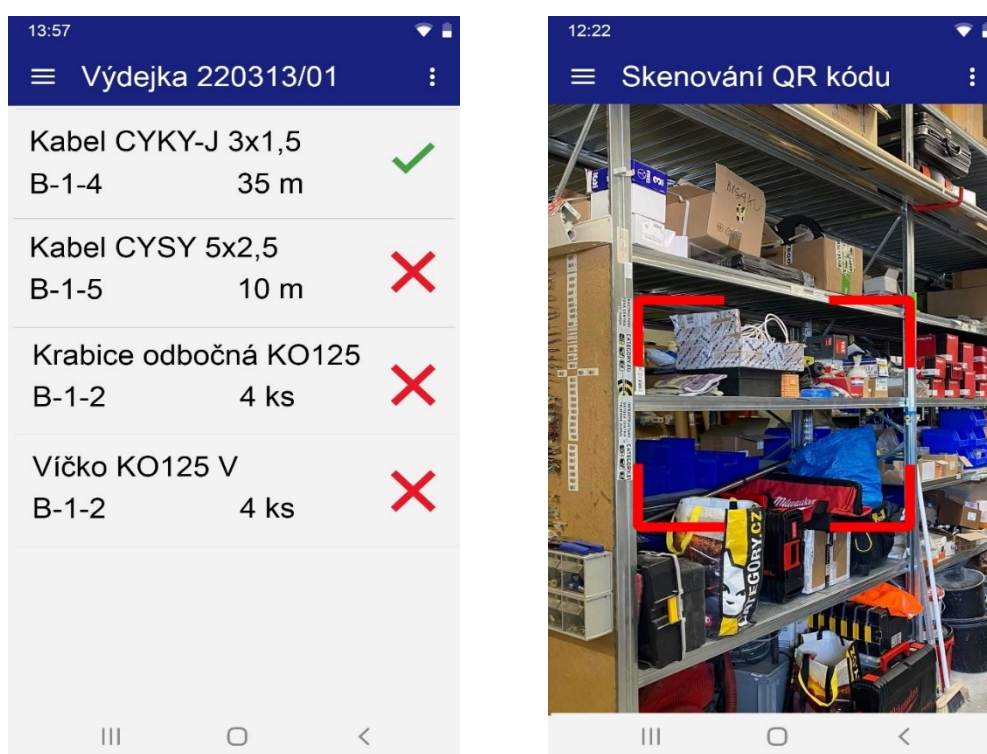 13:57
Výdejka 220313/01
Kabel CYKY-J 3x1,5
B-1-4 35 m
Kabel CYSY 5x2,5
B-1-5 10 m
Krabice odbočná KO125
B-1-2 4 ks
Víčko KO125 V
B-1-2 4 ks
12:22
Skenování QR kódu
MSAKU
Milwaukee
CATEGORY.CZ